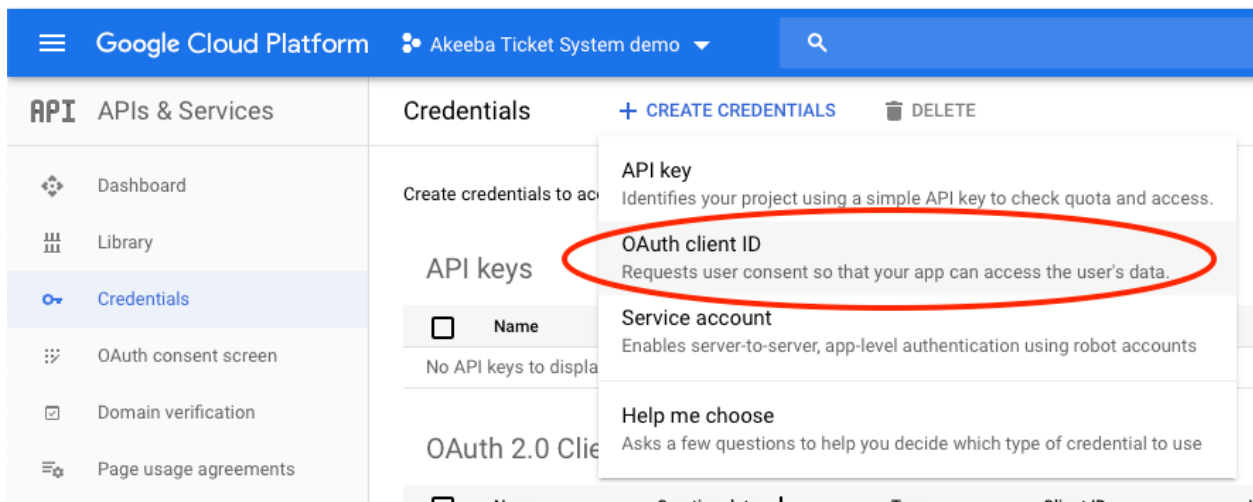 Google Cloud Platform
Akeeba Ticket System demo
API APIs & Services
Credentials
CREATE CREDENTIALS
DELETE
Dashboard
Library
Credentials
OAuth consent screen
Domain verification
Page usage agreements
Create credentials to
API keys
Name
No API keys to
OAuth 2.0
API key
Identifies your project using a simple API key to check quota and access.
OAuth client ID
Requests user consent so that your app can access the user's data.
Service account
Enables server-to-server, app-level authentication using robot accounts
Help me choose
Asks a few questions to help you decide which type of credential to use